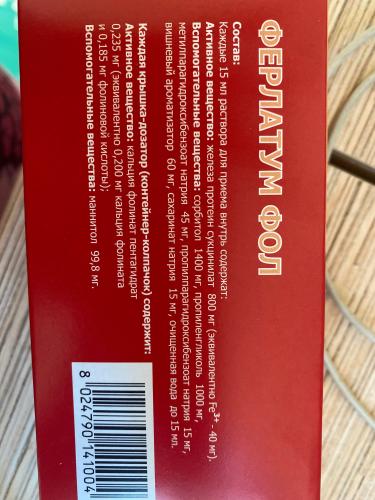 ФЕРЛАТУМ ФОЛ
Состав:
Каждые 15 мл раствора для приема внутрь содержат:
Активное вещество: железа протеин сукцинилат 800 мг (эквивалентно Fe³⁺ - 40 мг).
Вспомогательные вещества: сорбитол 1400 мг, пропиленгликоль 1000 мг,
метилпарагидроксибензоат натрия 45 мг, пропилпарагидроксибензоат натрия 15 мг,
вишневый ароматизатор 60 мг, сахаринат натрия 15 мг, очищенная вода до 15 мл.
Каждая крышка-дозатор (контейнер-колпачок) содержит:
Активное вещество: кальция фолинат пентагидрат
0,235 мг (эквивалентно 0,200 мг кальция фолината
и 0,185 мг фолиновой кислоты);
Вспомогательные вещества: маннитол 99,8 мг.
8 024790 141004